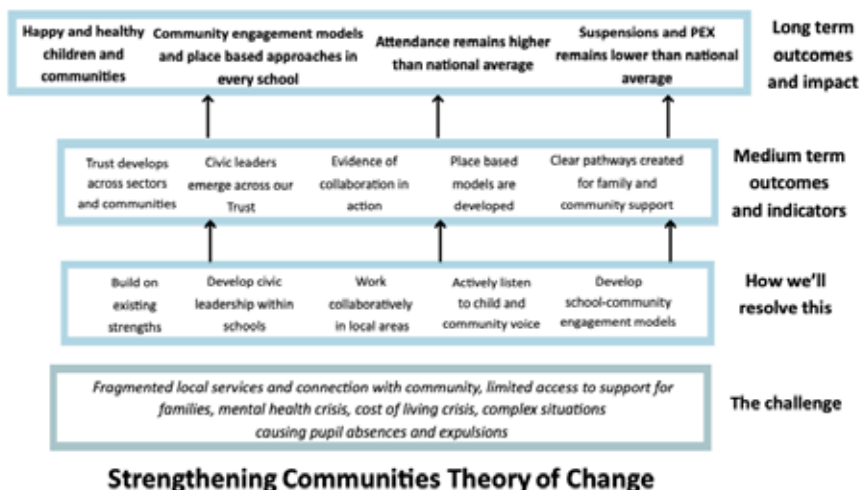 Happy and healthy
children and
communities
Community engagement models
and place based approaches in
every school
Attendance remains higher
than national average
Suspensions and PEX
remains lower than national
average
Long term
outcomes
and impact
Trust develops
across sectors
and communities
Civic leaders
emerge across our
Trust
Evidence of
collaboration in
action
Place based
models are
developed
Clear pathways created
for family and
community support
Medium term
outcomes
and indicators
Build on
existing
strengths
Develop civic
leadership within
schools
Work
collaboratively
in local areas
Actively listen
to child and
community voice
Develop
school-community
engagement models
How we'll
resolve this
Fragmented local services and connection with community, limited access to support for
families, mental health crisis, cost of living crisis, complex situations
causing pupil absences and expulsions
The challenge
Strengthening Communities Theory of Change